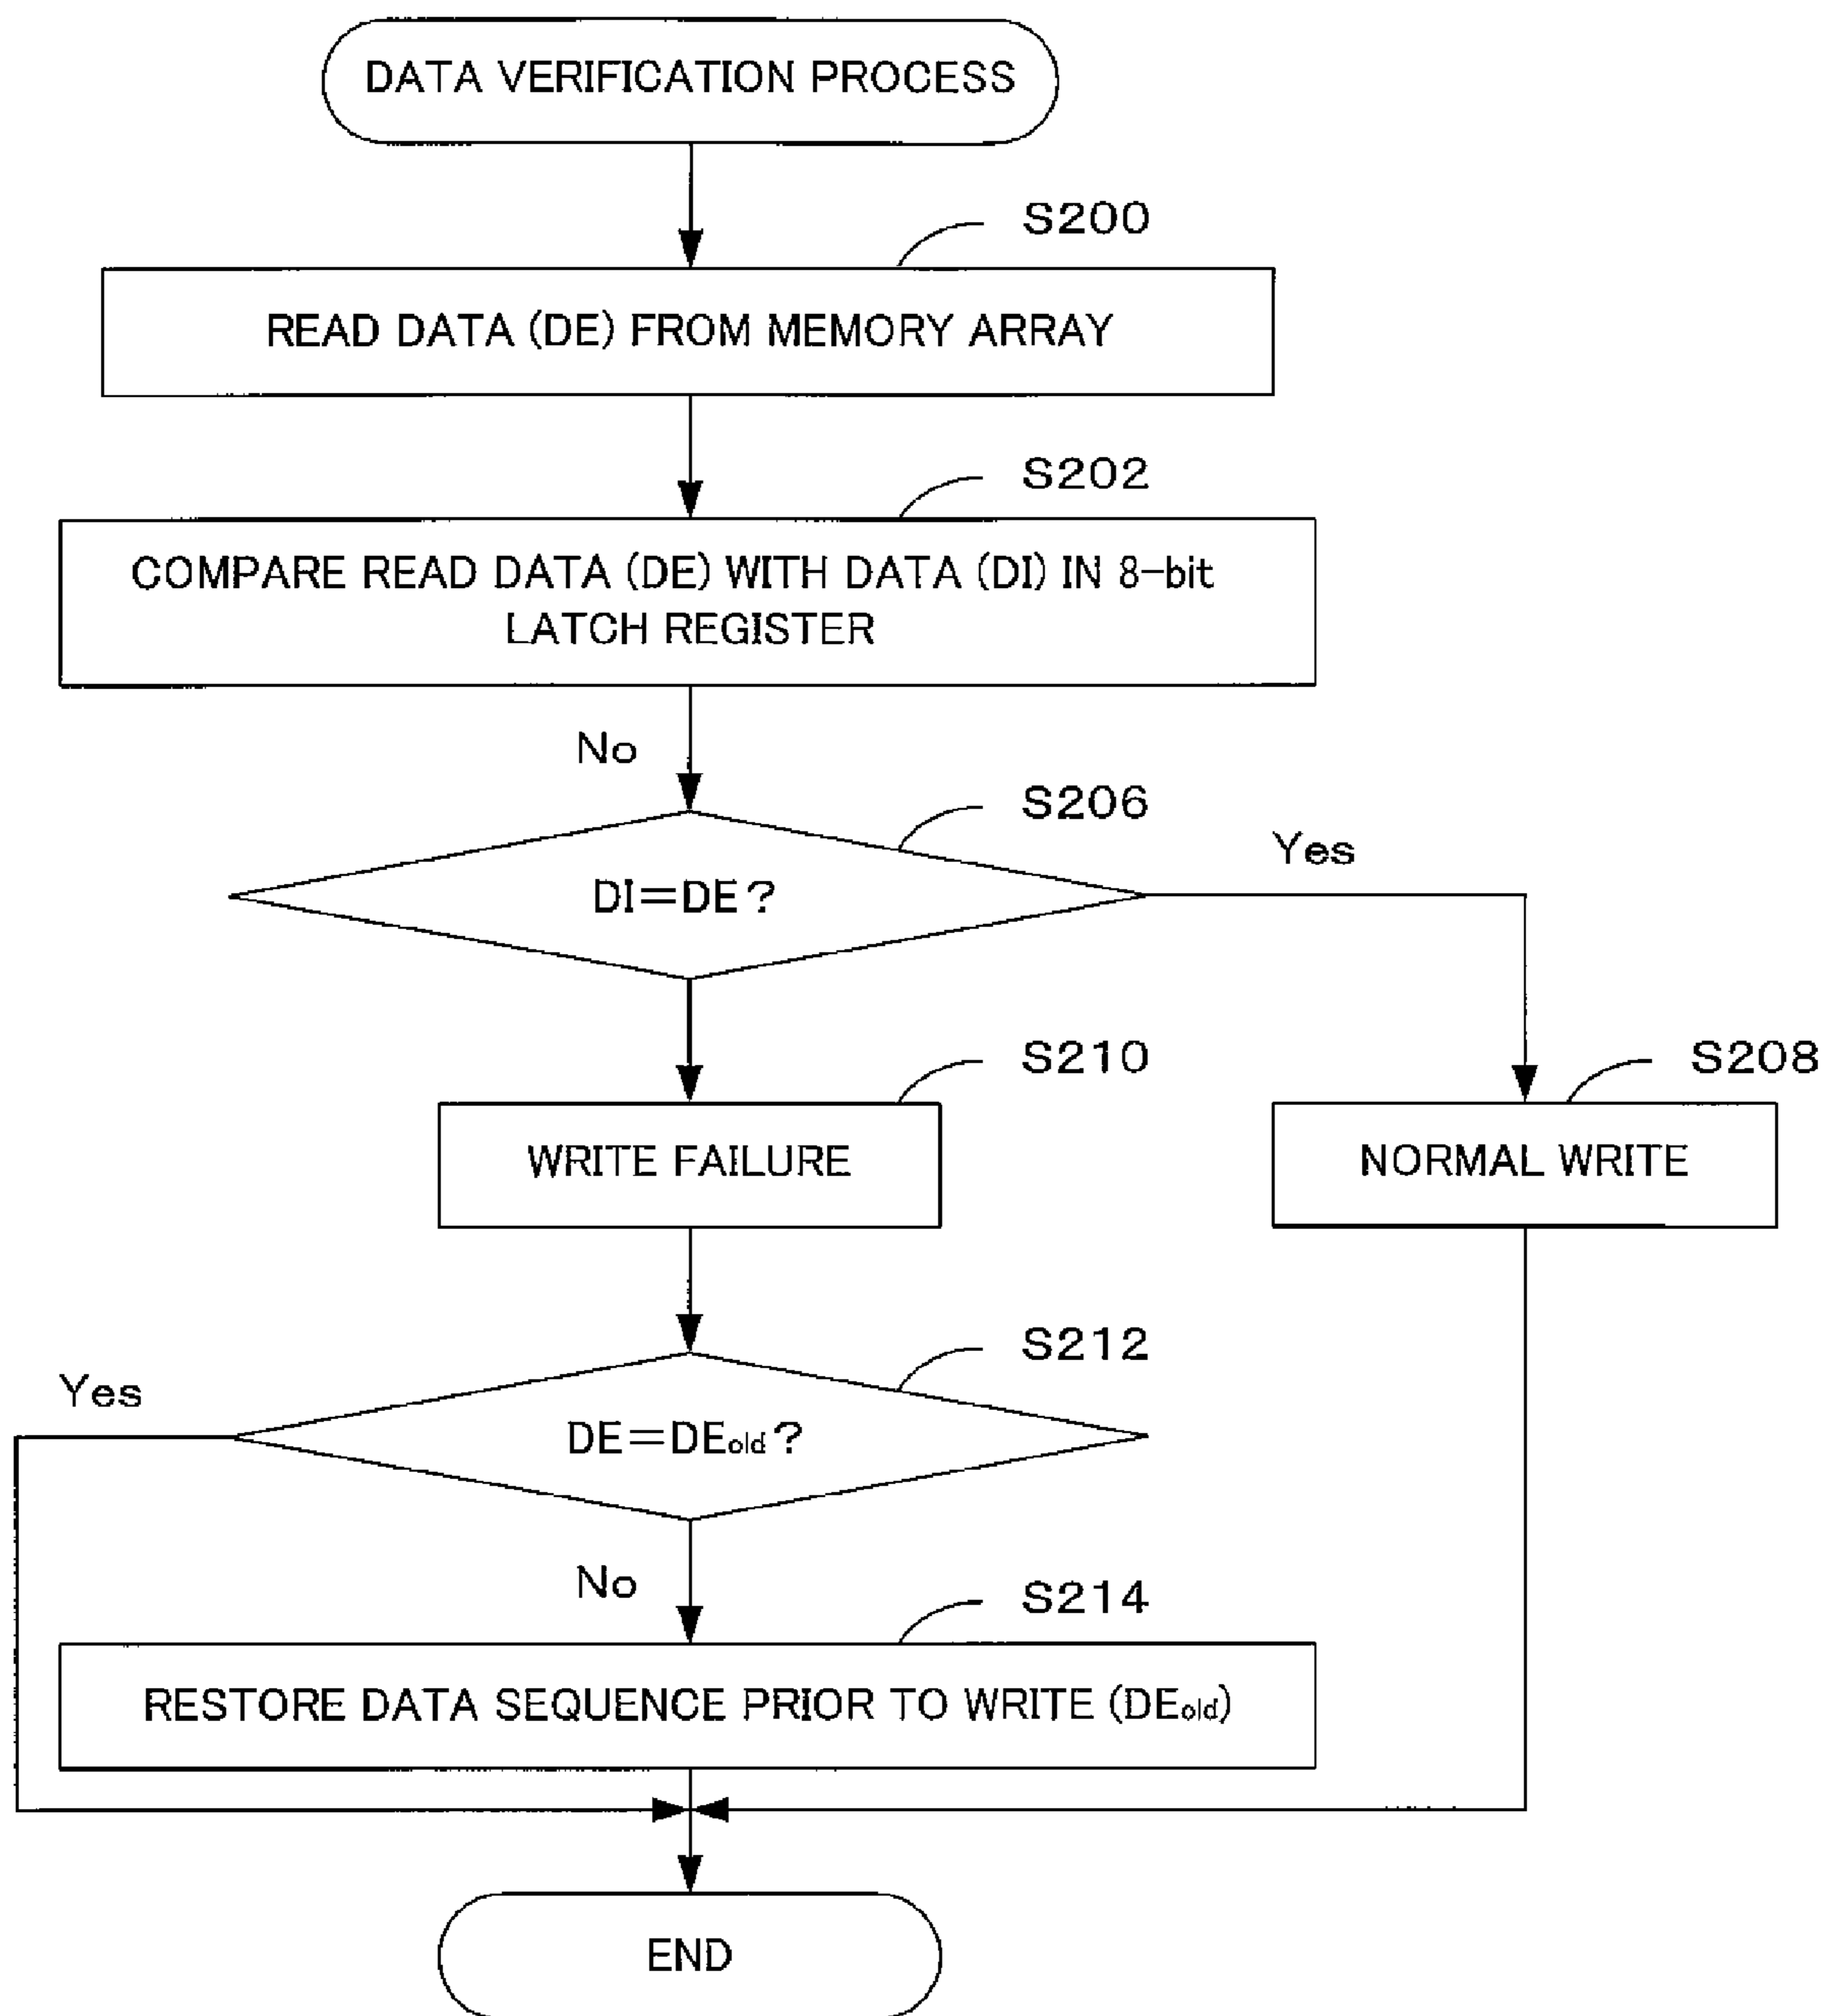 DATA VERIFICATION PROCESS
S200
READ DATA (DE) FROM MEMORY ARRAY
S202
COMPARE READ DATA (DE) WITH DATA (DI) IN 8-bit
LATCH REGISTER
No
S206
Yes
DI=DE?
S210
S208
WRITE FAILURE
NORMAL WRITE
S212
Yes
DE=DEold?
No
S214
RESTORE DATA SEQUENCE PRIOR TO WRITE (DEold)
END